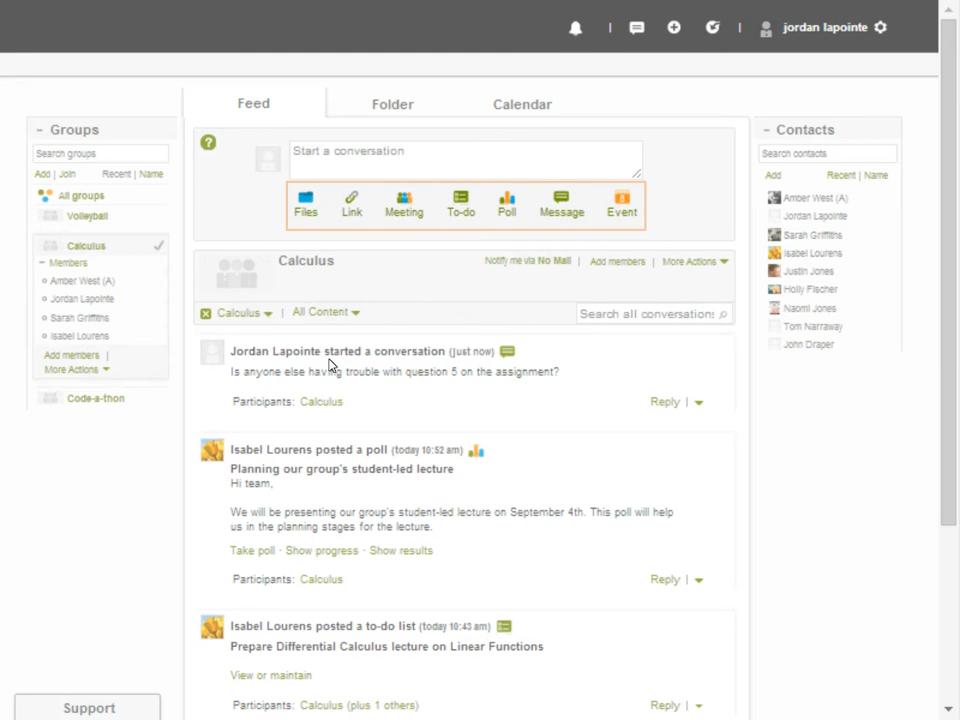 jordan lapointe
Feed
Folder
Calendar
Groups
Search groups
Add | Join Recent | Name
All groups
Volleyball
Calculus
Members
Amber West (A)
Jordan Lapointe
Sarah Griffiths
Isabel Lourens
Add members |
More Actions
Code-a-thon
Support
Start a conversation
Files
Link
Meeting
To-do
Poll
Message
8
Event
Calculus
Notify me via No Mail | Add members | More Actions
Calculus | All Content
Search all conversations
Jordan Lapointe started a conversation (just now)
Is anyone else having trouble with question 5 on the assignment?
Participants: Calculus
Reply |
Isabel Lourens posted a poll (today 10:52 am)
Planning our group's student-led lecture
Hi team,
We will be presenting our group's student-led lecture on September 4th. This poll will help
us in the planning stages for the lecture.
Take poll · Show progress · Show results
Participants: Calculus
Reply |
Isabel Lourens posted a to-do list (today 10:43 am)
Prepare Differential Calculus lecture on Linear Functions
View or maintain
Participants: Calculus (plus 1 others)
Reply |
Contacts
Search contacts
Add Recent | Name
Amber West (A)
Jordan Lapointe
Sarah Griffiths
Isabel Lourens
Justin Jones
Holly Fischer
Naomi Jones
Tom Narraway
John Draper